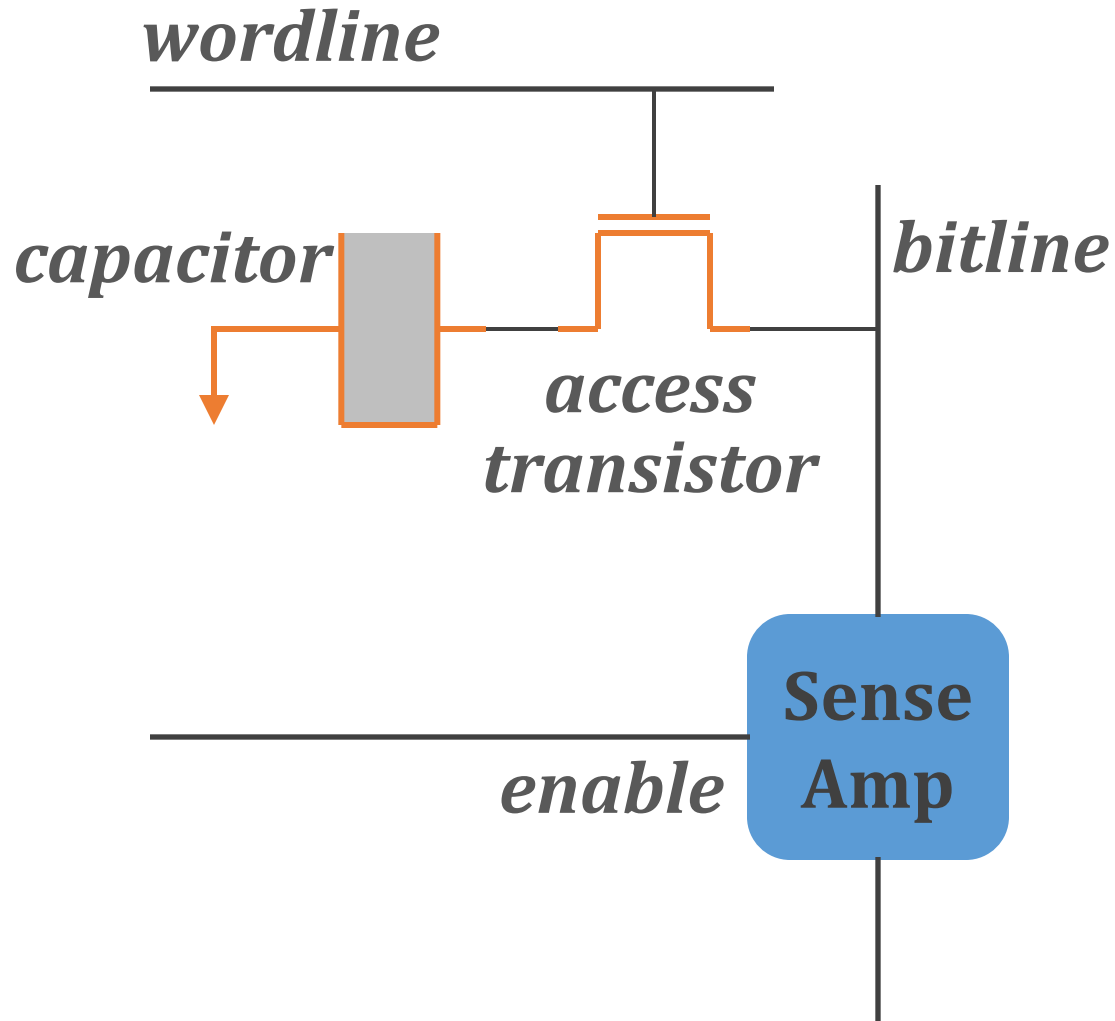 wordline
capacitor
bitline
access
transistor
Sense
Amp
enable